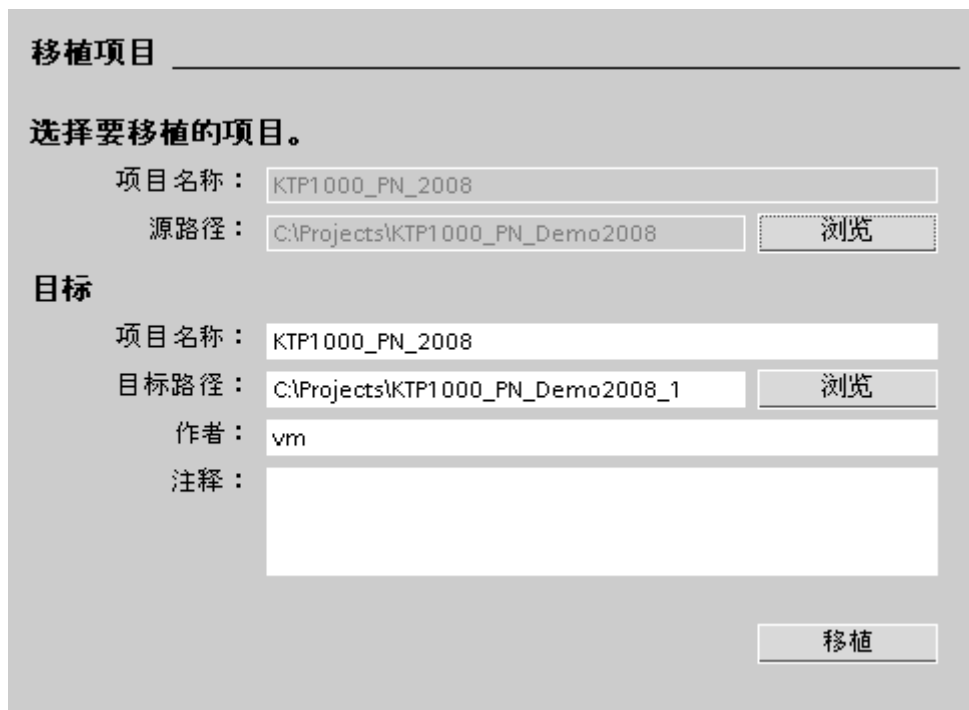 移植项目
选择要移植的项目。
项目名称： KTP1000_PN_2008
源路径： C:\Projects\KTP1000_PN_Demo2008 浏览
目标
项目名称： KTP1000_PN_2008
目标路径： C:\Projects\KTP1000_PN_Demo2008_1 浏览
作者： vm
注释：
移植